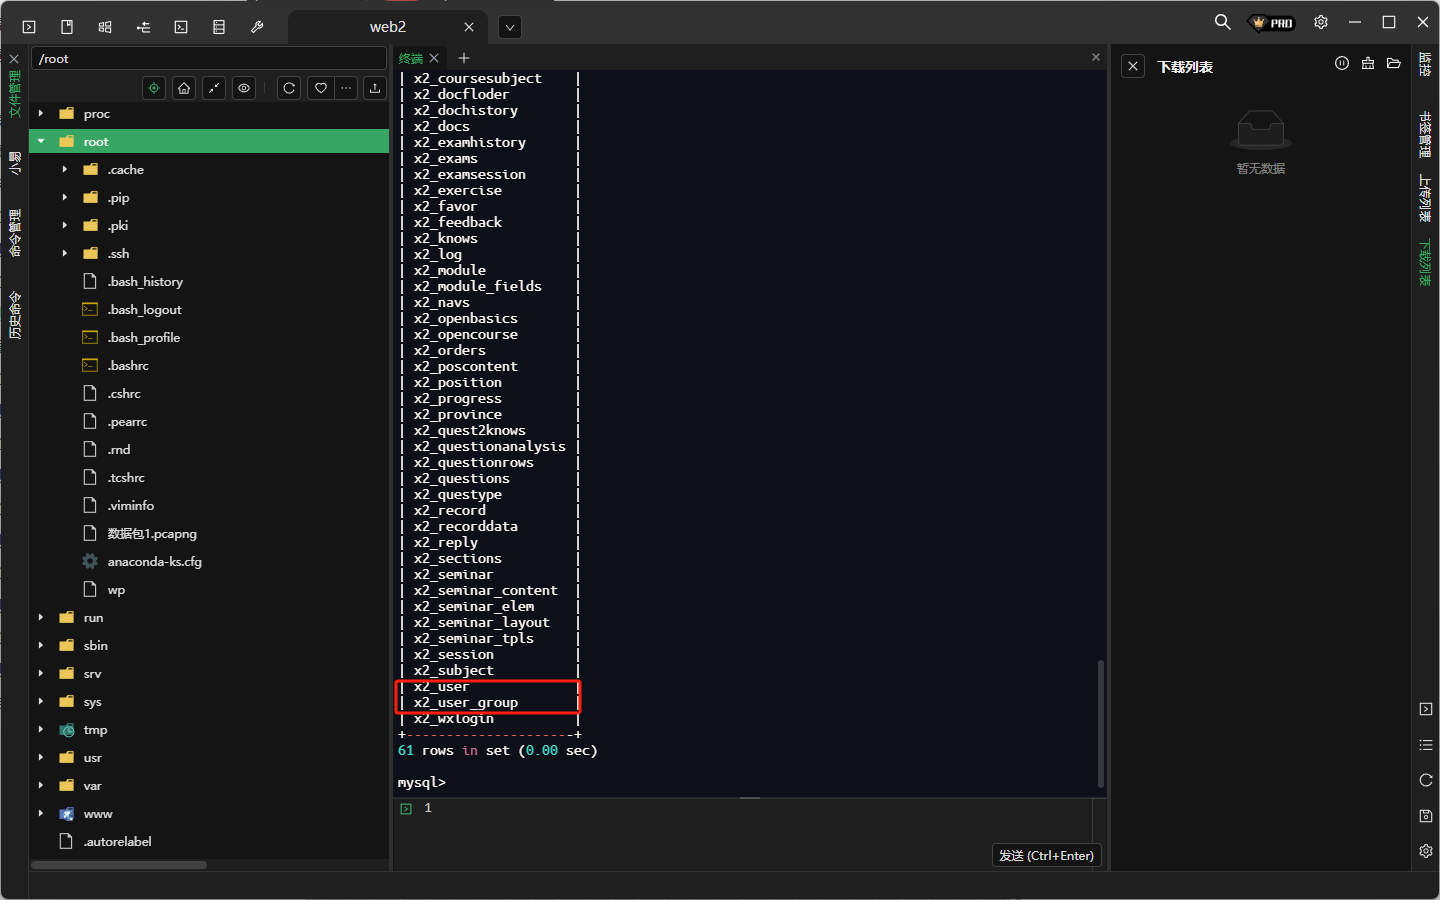 web2
PRO
文件管理
小易
命令管理
历史命令
/root
proc
root
.cache
.pip
.pki
.ssh
.bash_history
.bash_logout
.bash_profile
.bashrc
.cshrc
.pearrc
.rnd
.tcshrc
.viminfo
数据包1.pcapng
anaconda-ks.cfg
wp
run
sbin
srv
sys
tmp
usr
var
www
.autorelabel
终端
| x2_coursesubject    |
| x2_docfloder        |
| x2_dochistory       |
| x2_docs             |
| x2_examhistory      |
| x2_exams            |
| x2_examsession      |
| x2_exercise         |
| x2_favor            |
| x2_feedback         |
| x2_knows            |
| x2_log              |
| x2_module           |
| x2_module_fields    |
| x2_navs             |
| x2_openbasics       |
| x2_opencourse       |
| x2_orders           |
| x2_poscontent       |
| x2_position         |
| x2_progress         |
| x2_province         |
| x2_quest2knows      |
| x2_questionanalysis |
| x2_questionrows     |
| x2_questions        |
| x2_questype         |
| x2_record           |
| x2_recorddata       |
| x2_reply            |
| x2_sections         |
| x2_seminar          |
| x2_seminar_content  |
| x2_seminar_elem     |
| x2_seminar_layout   |
| x2_seminar_tpls     |
| x2_session          |
| x2_subject          |
| x2_user             |
| x2_user_group       |
| x2_wxlogin          |
+---------------------+
61 rows in set (0.00 sec)
mysql>
1
发送 (Ctrl+Enter)
下载列表
暂无数据
监控
书签管理
上传列表
下载列表